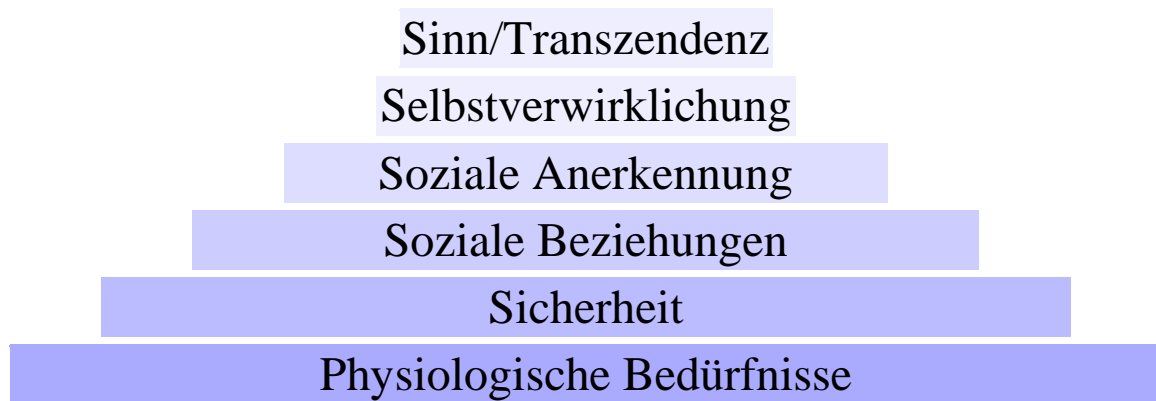 Sinn/Transzendenz
Selbstverwirklichung
Soziale Anerkennung
Soziale Beziehungen
Sicherheit
Physiologische Bedürfnisse